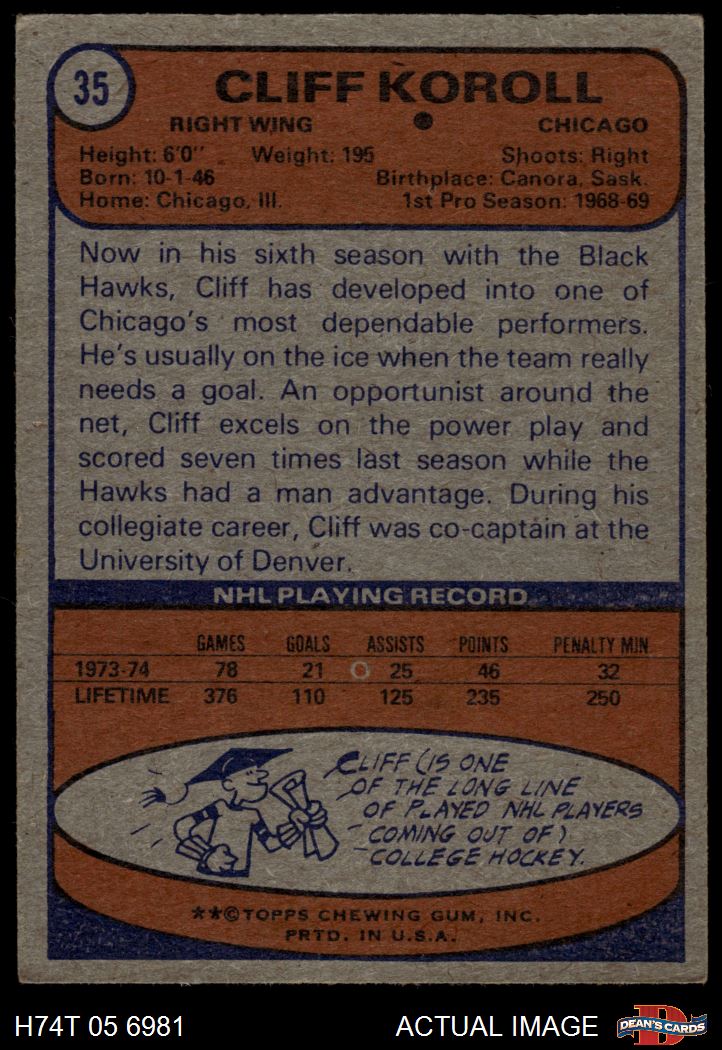 35
CLIFF KOROLL
RIGHT WING • CHICAGO
Height: 6'0" Weight: 195 Shoots: Right
Born: 10-1-46 Birthplace: Canora, Sask.
Home: Chicago, Ill. 1st Pro Season: 1968-69
Now in his sixth season with the Black
Hawks, Cliff has developed into one of
Chicago's most dependable performers.
He's usually on the ice when the team really
needs a goal. An opportunist around the
net, Cliff excels on the power play and
scored seven times last season while the
Hawks had a man advantage. During his
collegiate career, Cliff was co-captain at the
University of Denver.
NHL PLAYING RECORD
GAMES GOALS ASSISTS POINTS PENALTY MIN
1973-74 78 21 25 46 32
LIFETIME 376 110 125 235 250
CLIFF (IS ONE
OF THE LONG LINE
OF PLAYED NHL PLAYERS
COMING OUT OF)
COLLEGE HOCKEY.
**©TOPPS CHEWING GUM, INC.
PRTD. IN U.S.A.
H74T 05 6981 ACTUAL IMAGE D DEAN'S CARDS